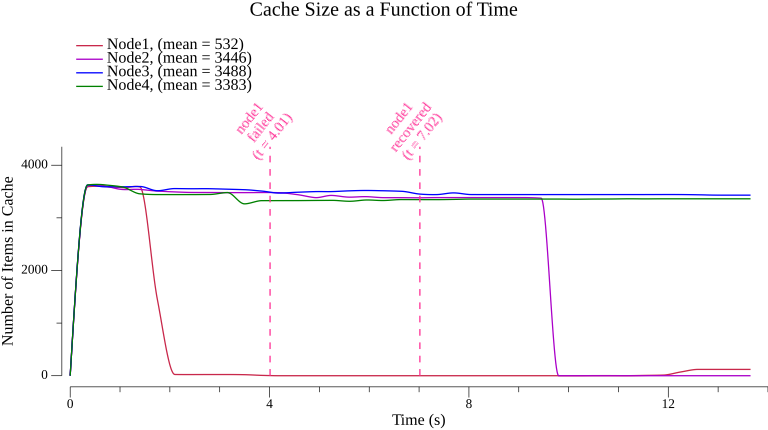 Cache Size as a Function of Time
Node1, (mean = 532)
Node2, (mean = 3446)
Node3, (mean = 3488)
Node4, (mean = 3383)
node1
failed
(t = 4.01)
node1
recovered
(t = 7.02)
Number of Items in Cache
4000
2000
0
0
4
8
12
Time (s)